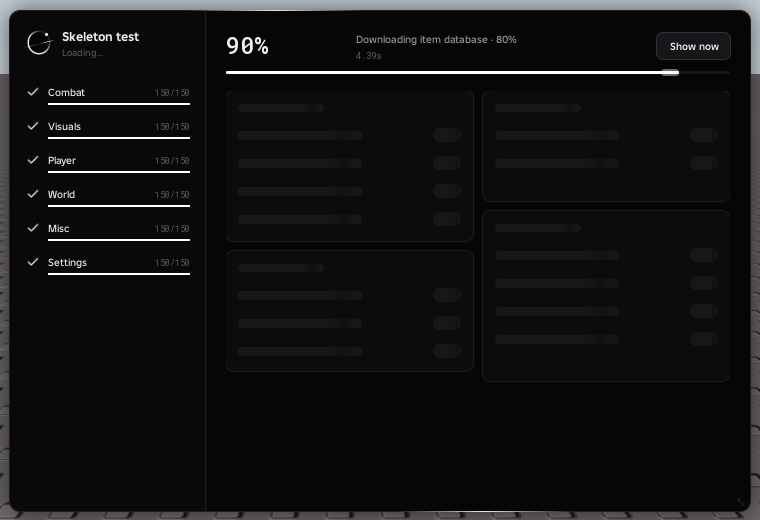 Skeleton test
Loading...
Combat 150/150
Visuals 150/150
Player 150/150
World 150/150
Misc 150/150
Settings 150/150
90%
Downloading item database · 80%
4.39s
Show now